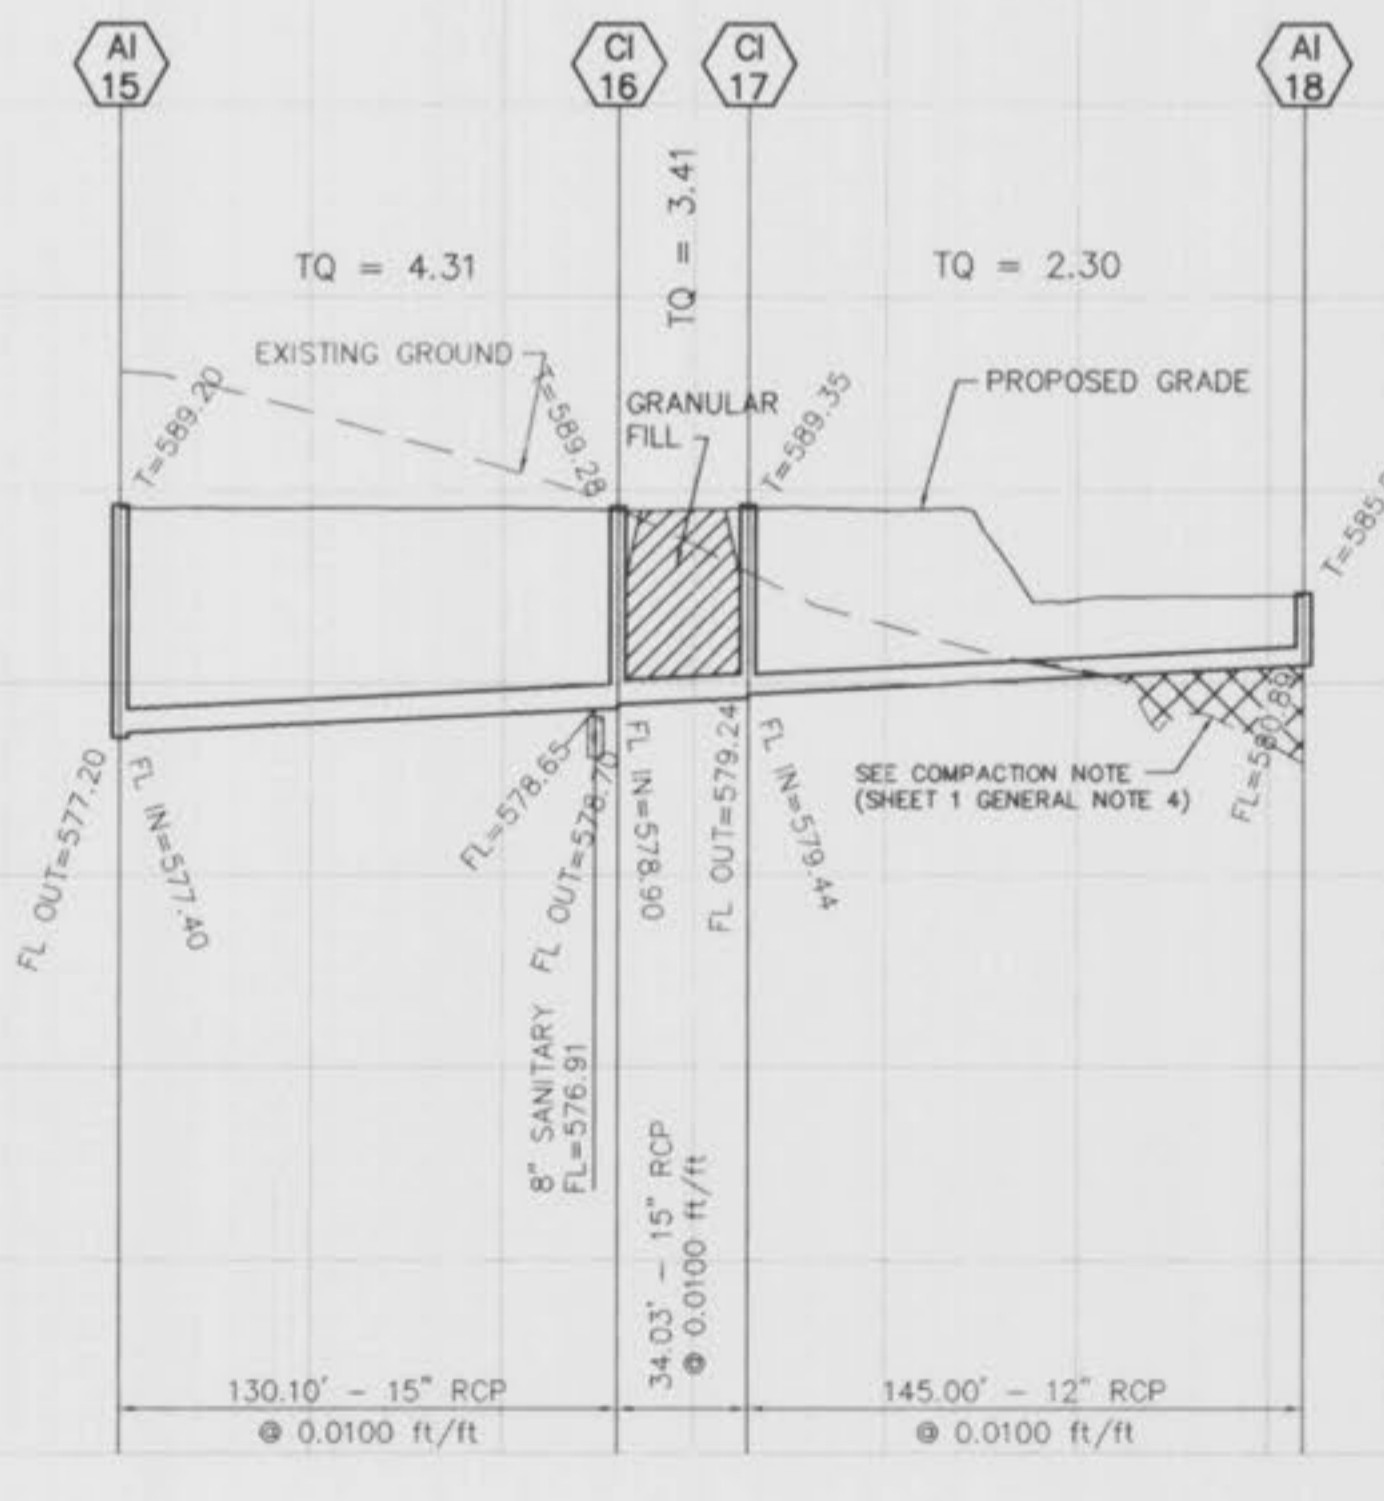 AI
15
CI
16
CI
17
AI
18
TQ = 4.31
TQ = 3.41
TQ = 2.30
EXISTING GROUND
T=589.20
T=589.28
GRANULAR
FILL
T=589.35
PROPOSED GRADE
FL OUT=577.20
FL IN=577.40
FL=578.65
FL OUT=578.70
FL IN=578.90
FL OUT=579.24
FL IN=579.44
SEE COMPACTION NOTE
(SHEET 1 GENERAL NOTE 4)
FL=580.89
8" SANITARY
FL=576.91
34.03' – 15" RCP
@ 0.0100 ft/ft
130.10' – 15" RCP
@ 0.0100 ft/ft
145.00' – 12" RCP
@ 0.0100 ft/ft